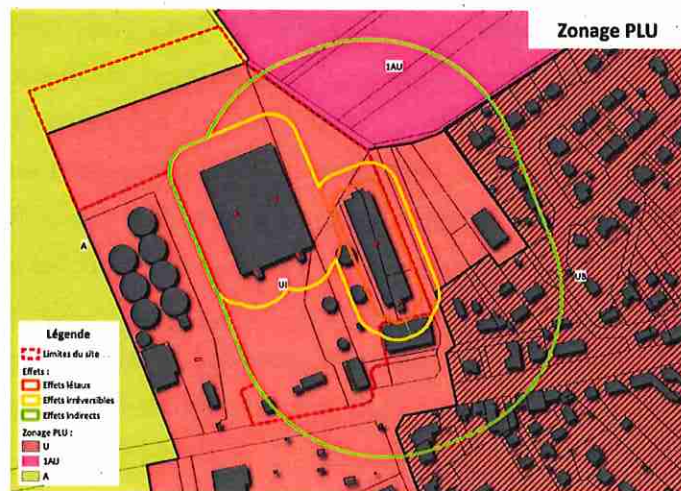 Zonage PLU
1AU
A
UI
UB
Légende
Limites du site
Effets :
Effets létaux
Effets irréversibles
Effets indirects
Zonage PLU :
U
1AU
A